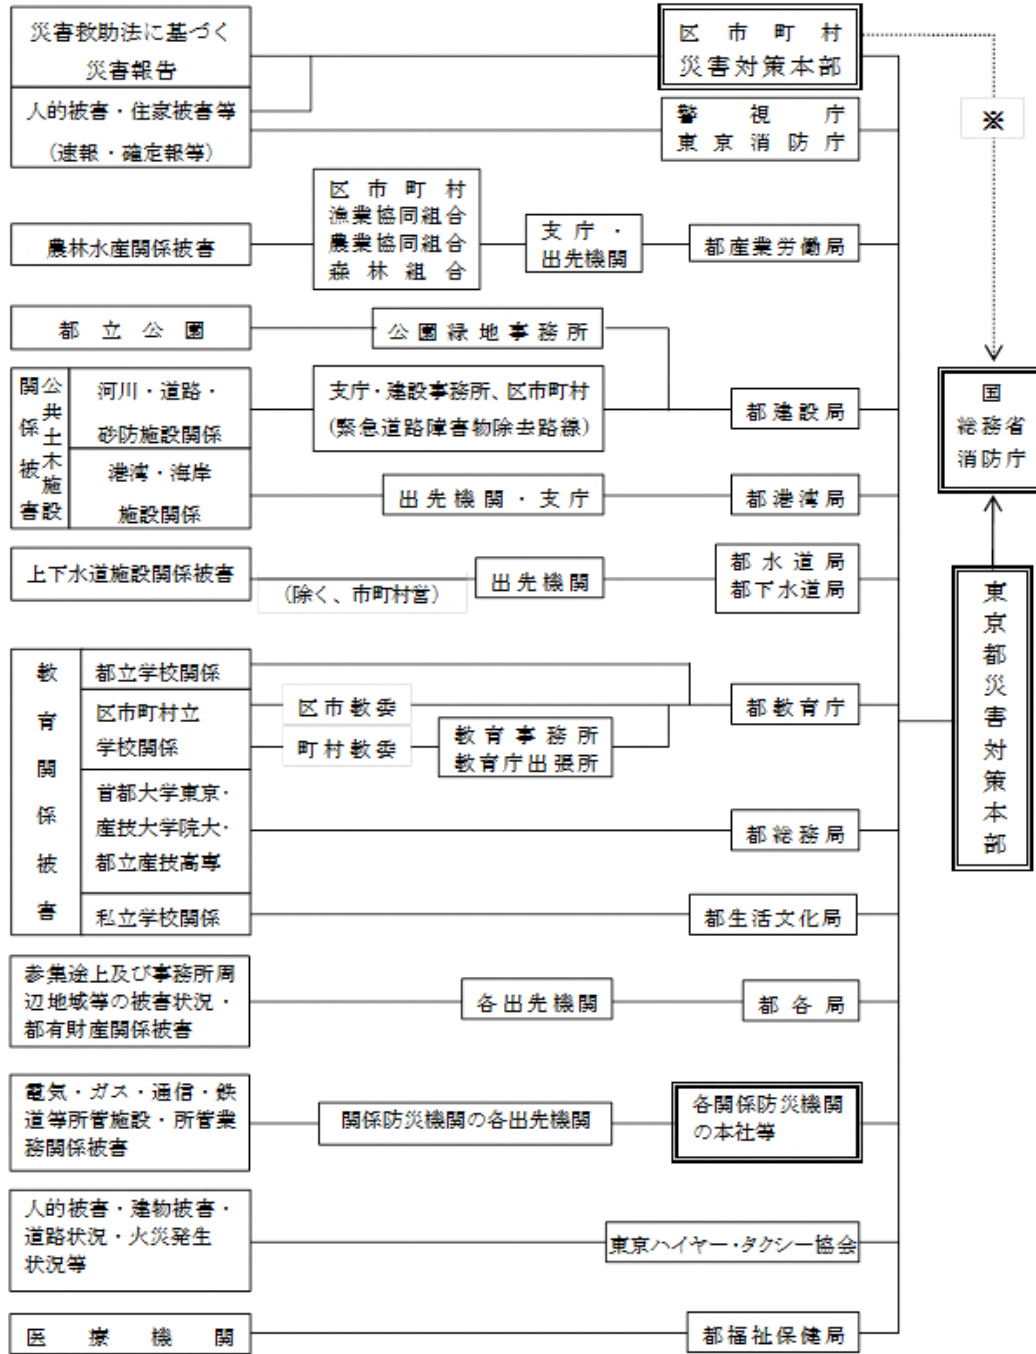 災害救助法に基づく
災害報告
人的被害・住家被害等
(速報・確定報等)
区市町村
災害対策本部
警視庁
東京消防庁
※
農林水産関係被害
区市町村
漁業協同組合
農業協同組合
森林組合
支庁・
出先機関
都産業労働局
都立公園
公園緑地事務所
公共土木施設
関係被害
河川・道路・
砂防施設関係
支庁・建設事務所、区市町村
(緊急道路障害物除去路線)
都建設局
国
総務省
消防庁
港湾・海岸
施設関係
出先機関・支庁
都港湾局
上下水道施設関係被害
(除く、市町村営)
出先機関
都水道局
都下水道局
東京都災害対策本部
教育関係被害
都立学校関係
区市町村立
学校関係
区市教委
町村教委
教育事務所
教育庁出張所
都教育庁
首都大学東京・
産技大学院大・
都立産技高専
都総務局
私立学校関係
都生活文化局
参集途上及び事務所周
辺地域等の被害状況・
都有財産関係被害
各出先機関
都各局
電気・ガス・通信・鉄
道等所管施設・所管業
務関係被害
関係防災機関の各出先機関
各関係防災機関
の本社等
人的被害・建物被害・
道路状況・火災発生
状況等
東京ハイヤー・タクシー協会
医療機関
都福祉保健局